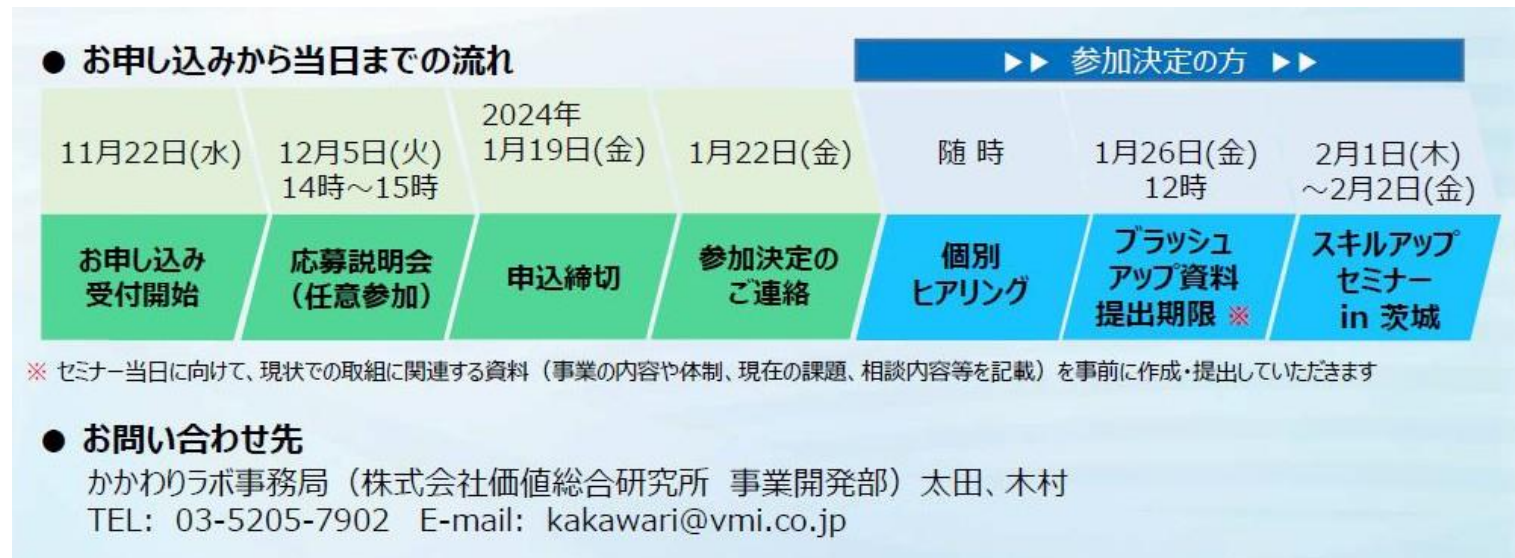 ● お申し込みから当日までの流れ
▶▶ 参加決定の方 ▶▶
11月22日(水)
お申し込み
受付開始
12月5日(火)
14時～15時
応募説明会
（任意参加）
2024年
1月19日(金)
申込締切
1月22日(金)
参加決定の
ご連絡
随 時
個別
ヒアリング
1月26日(金)
12時
ブラッシュ
アップ資料
提出期限 ※
2月1日(木)
～2月2日(金)
スキルアップ
セミナー
in 茨城
※ セミナー当日に向けて、現状での取組に関連する資料（事業の内容や体制、現在の課題、相談内容等を記載）を事前に作成・提出していただきます
● お問い合わせ先
かかわりラボ事務局（株式会社価値総合研究所 事業開発部）太田、木村
TEL: 03-5205-7902 E-mail: kakawari@vmi.co.jp